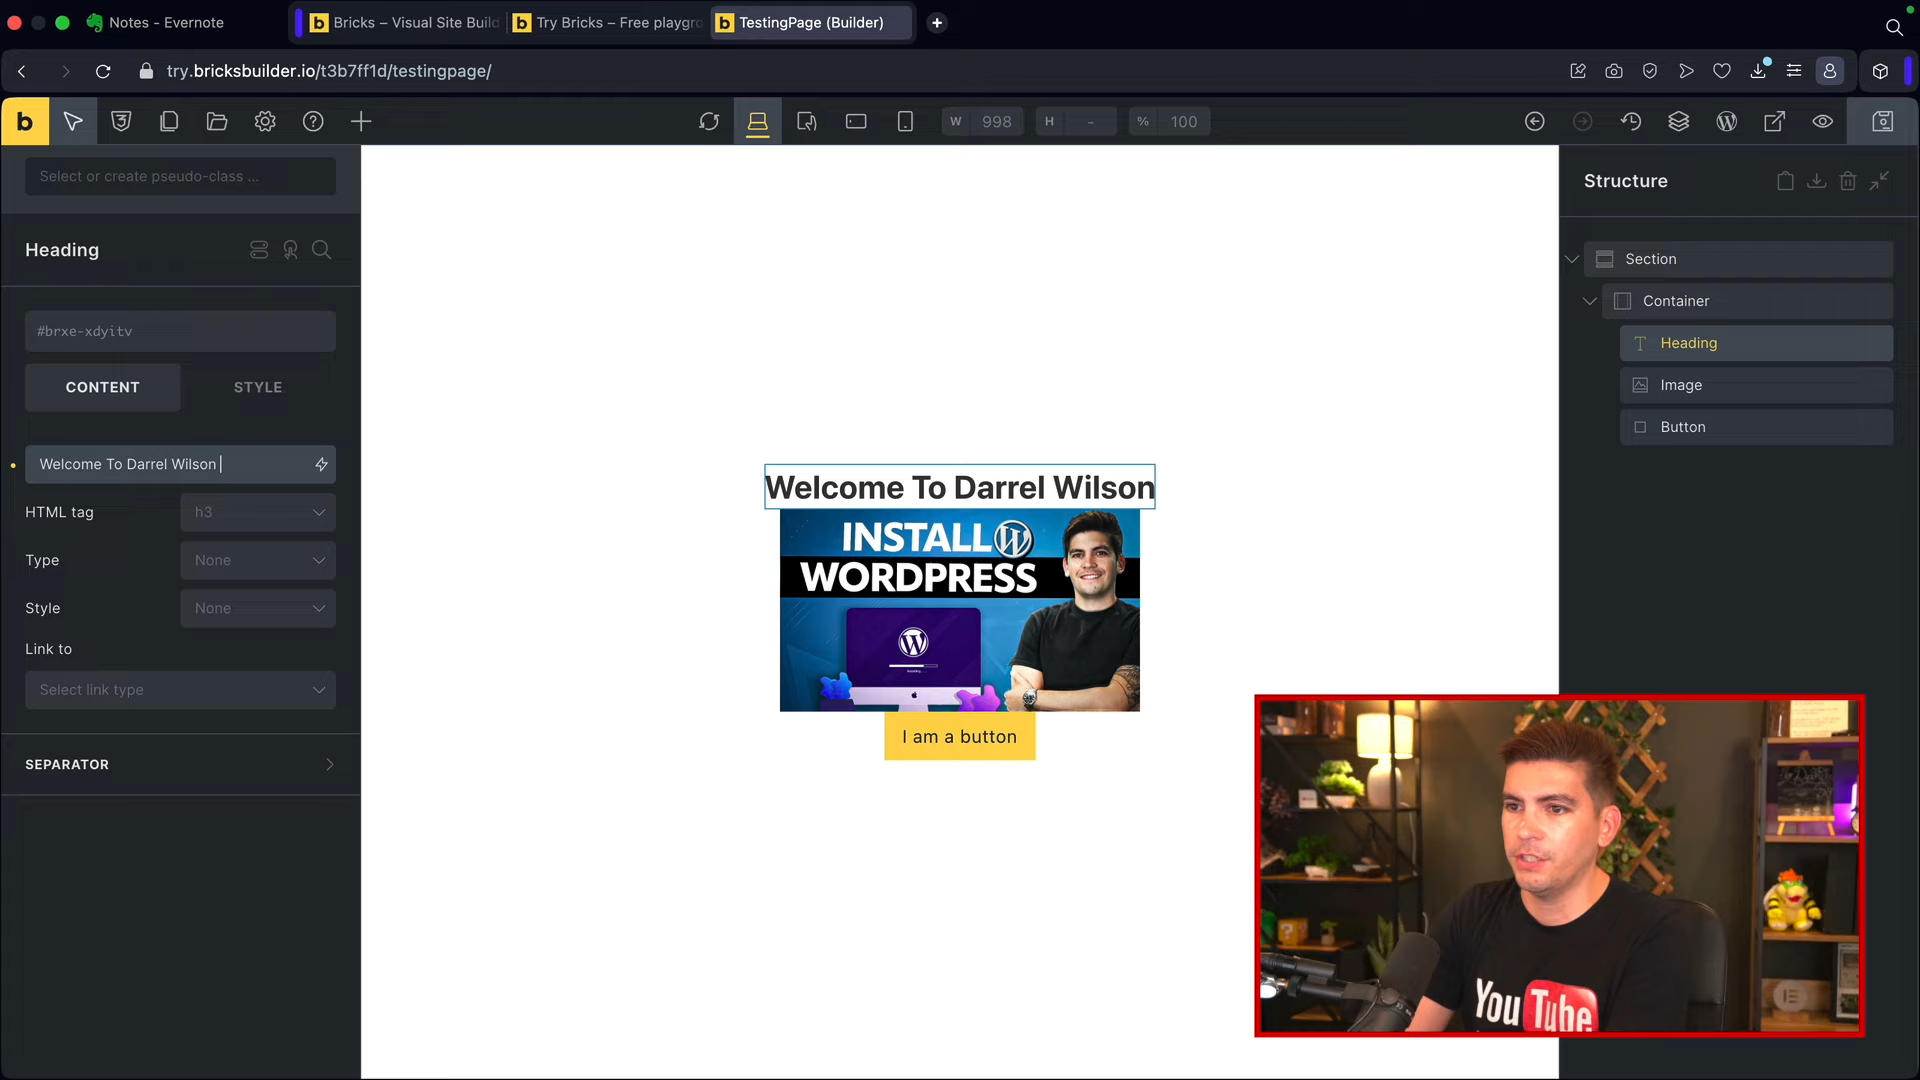 Notes - Evernote
Bricks – Visual Site Build
Try Bricks – Free playgro
TestingPage (Builder)
try.bricksbuilder.io/t3b7ff1d/testingpage/
b
W 998
H -
% 100
Select or create pseudo-class ...
Heading
#brxe-xdyitv
CONTENT
STYLE
Welcome To Darrel Wilson
HTML tag
h3
Type
None
Style
None
Link to
Select link type
SEPARATOR
Welcome To Darrel Wilson
INSTALL
WORDPRESS
I am a button
Structure
Section
Container
Heading
Image
Button
You Tube